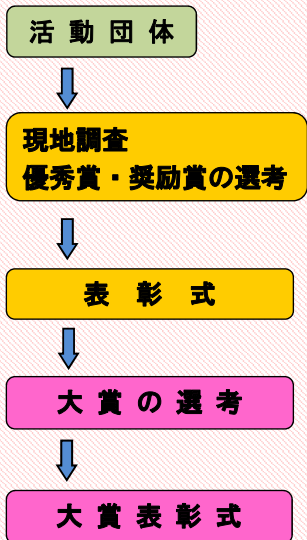 活動団体
現地調査
優秀賞・奨励賞の選考
表彰式
大賞の選考
大賞表彰式